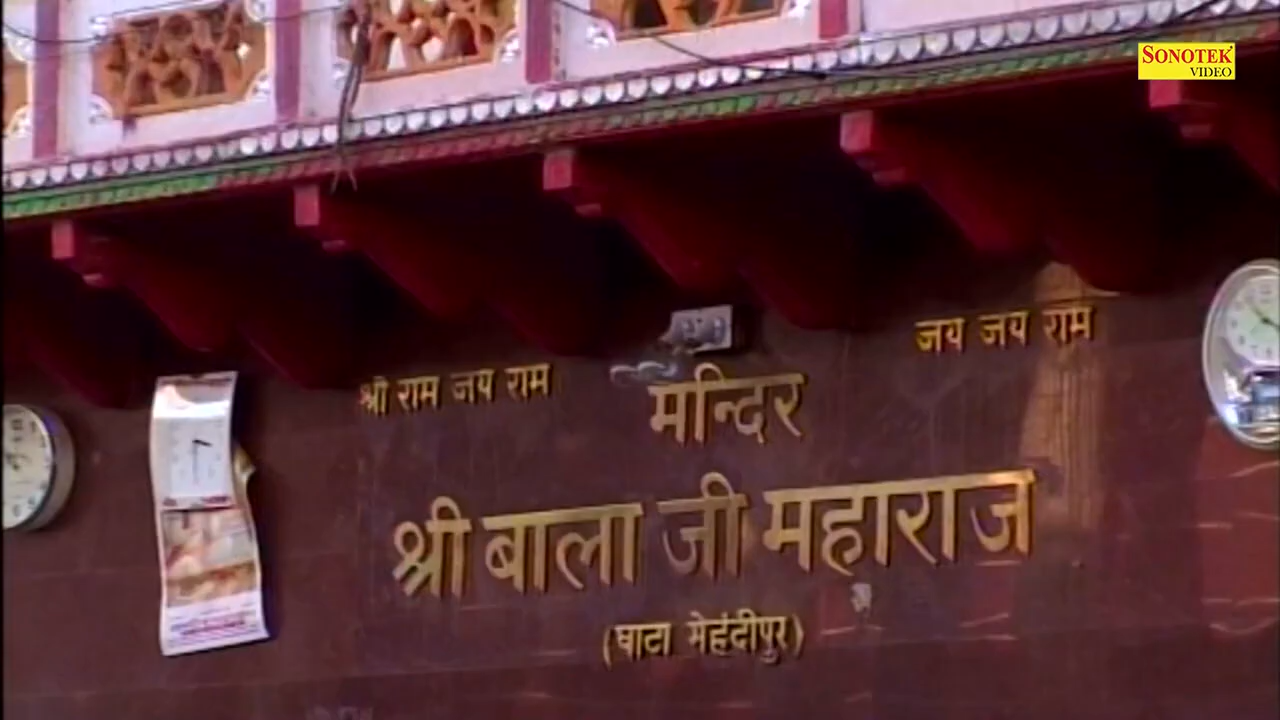 SONOTEK
VIDEO
श्री राम जय राम
जय जय राम
मन्दिर
श्री बाला जी महाराज
(घाटा मेहंदीपुर)